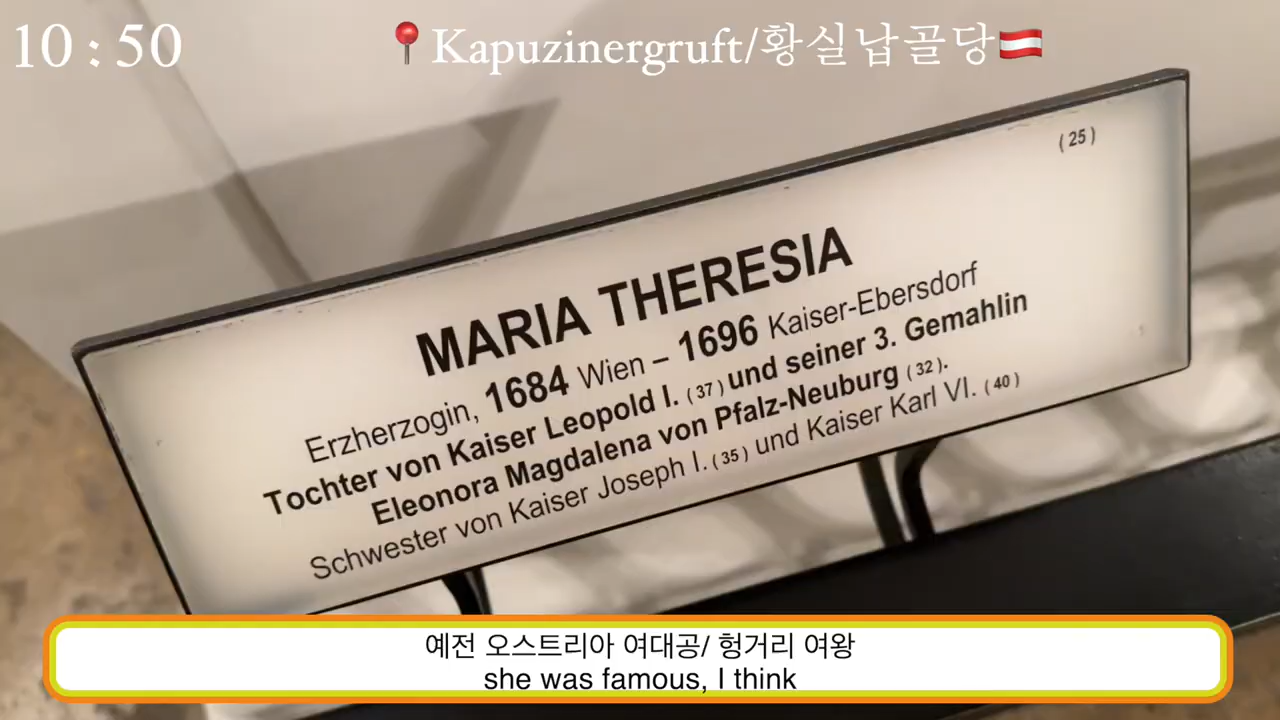 10:50
📍Kapuzinergruft/황실납골당🇦🇹
(25)
MARIA THERESIA
Erzherzogin, 1684 Wien – 1696 Kaiser-Ebersdorf
Tochter von Kaiser Leopold I. (37) und seiner 3. Gemahlin
Eleonora Magdalena von Pfalz-Neuburg (32).
Schwester von Kaiser Joseph I. (35) und Kaiser Karl VI. (40)
예전 오스트리아 여대공/ 헝거리 여왕
she was famous, I think